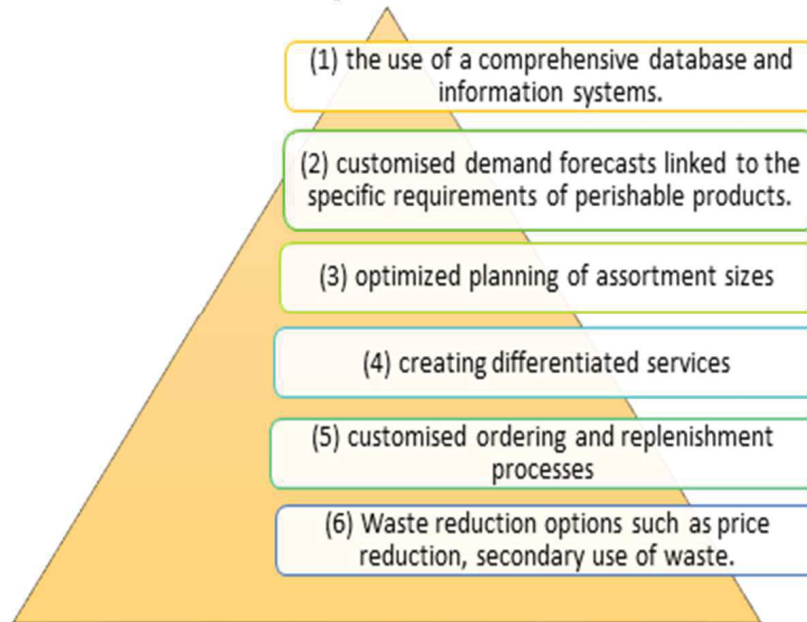 (1) the use of a comprehensive database and
information systems.
(2) customised demand forecasts linked to the
specific requirements of perishable products.
(3) optimized planning of assortment sizes
(4) creating differentiated services
(5) customised ordering and replenishment
processes
(6) Waste reduction options such as price
reduction, secondary use of waste.